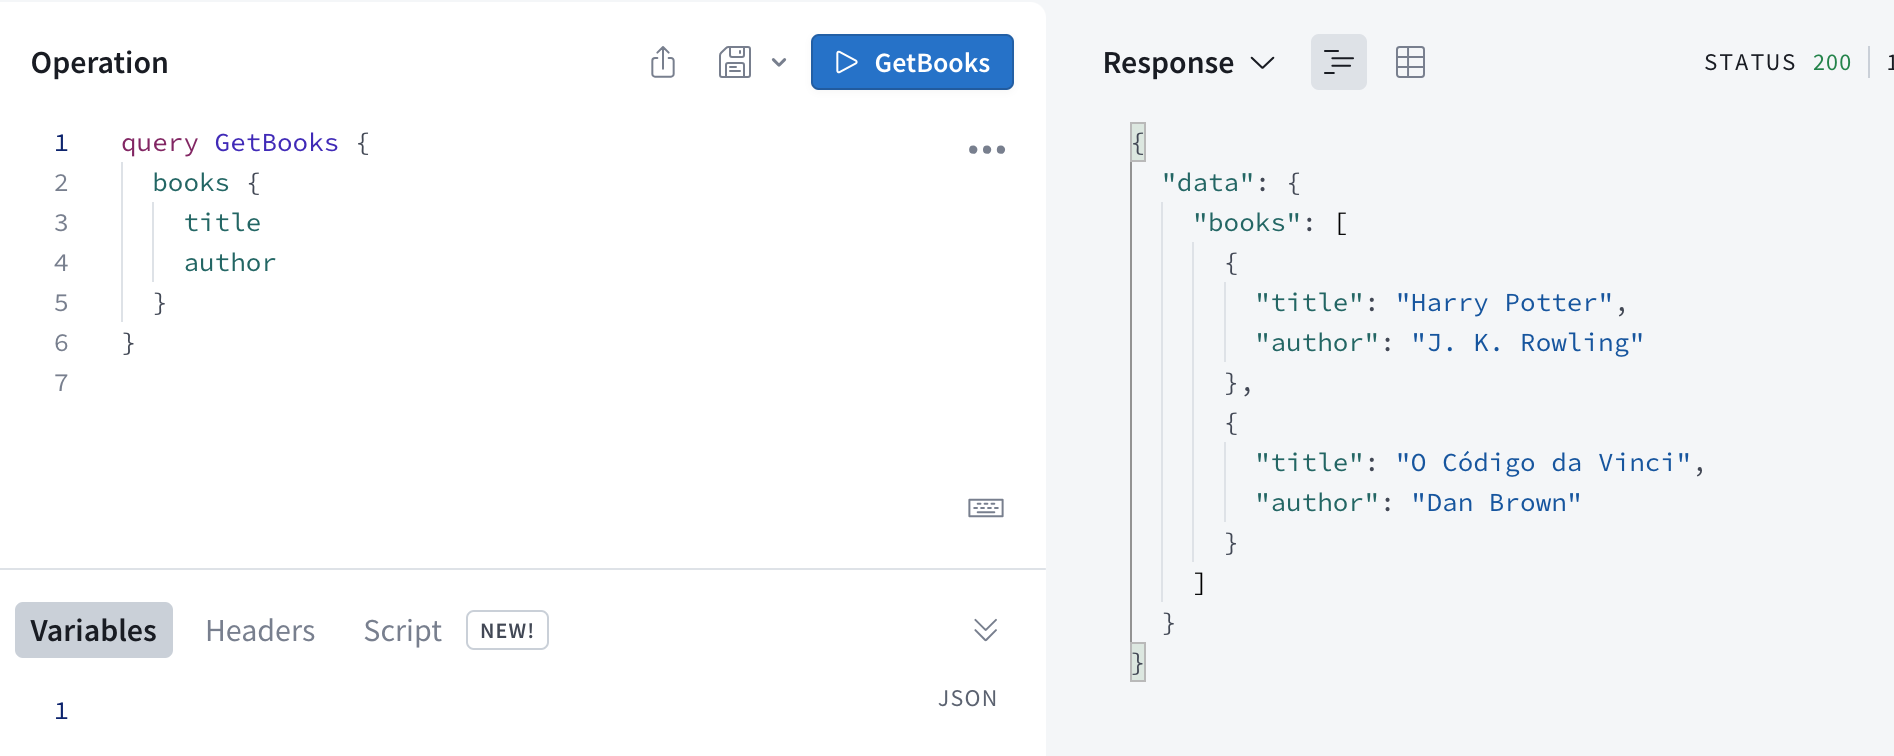 Operation
GetBooks
1 query GetBooks {
2 books {
3 title
4 author
5 }
6 }
7
Variables Headers Script NEW!
JSON
1
Response
STATUS 200
{
"data": {
"books": [
{
"title": "Harry Potter",
"author": "J. K. Rowling"
},
{
"title": "O Código da Vinci",
"author": "Dan Brown"
}
]
}
}